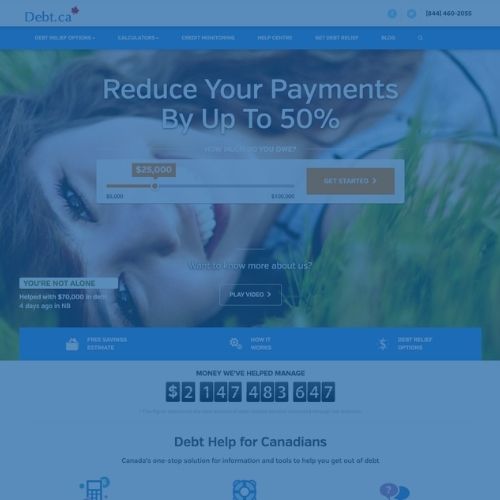 Debt.ca
(844) 460-2055
DEBT RELIEF OPTIONS
CALCULATORS
CREDIT MONITORING
HELP CENTRE
GET DEBT RELIEF
BLOG
Reduce Your Payments
By Up To 50%
HOW MUCH DO YOU OWE?
$25,000
GET STARTED
$5,000
$100,000
Want to know more about us?
YOU'RE NOT ALONE
Helped with $70,000 in debt
4 days ago in NB
PLAY VIDEO
FREE SAVINGS
ESTIMATE
HOW IT
WORKS
DEBT RELIEF
OPTIONS
MONEY WE'VE HELPED MANAGE
$2 147 483 647
Debt Help for Canadians
Canada's one-stop solution for information and tools to help you get out of debt